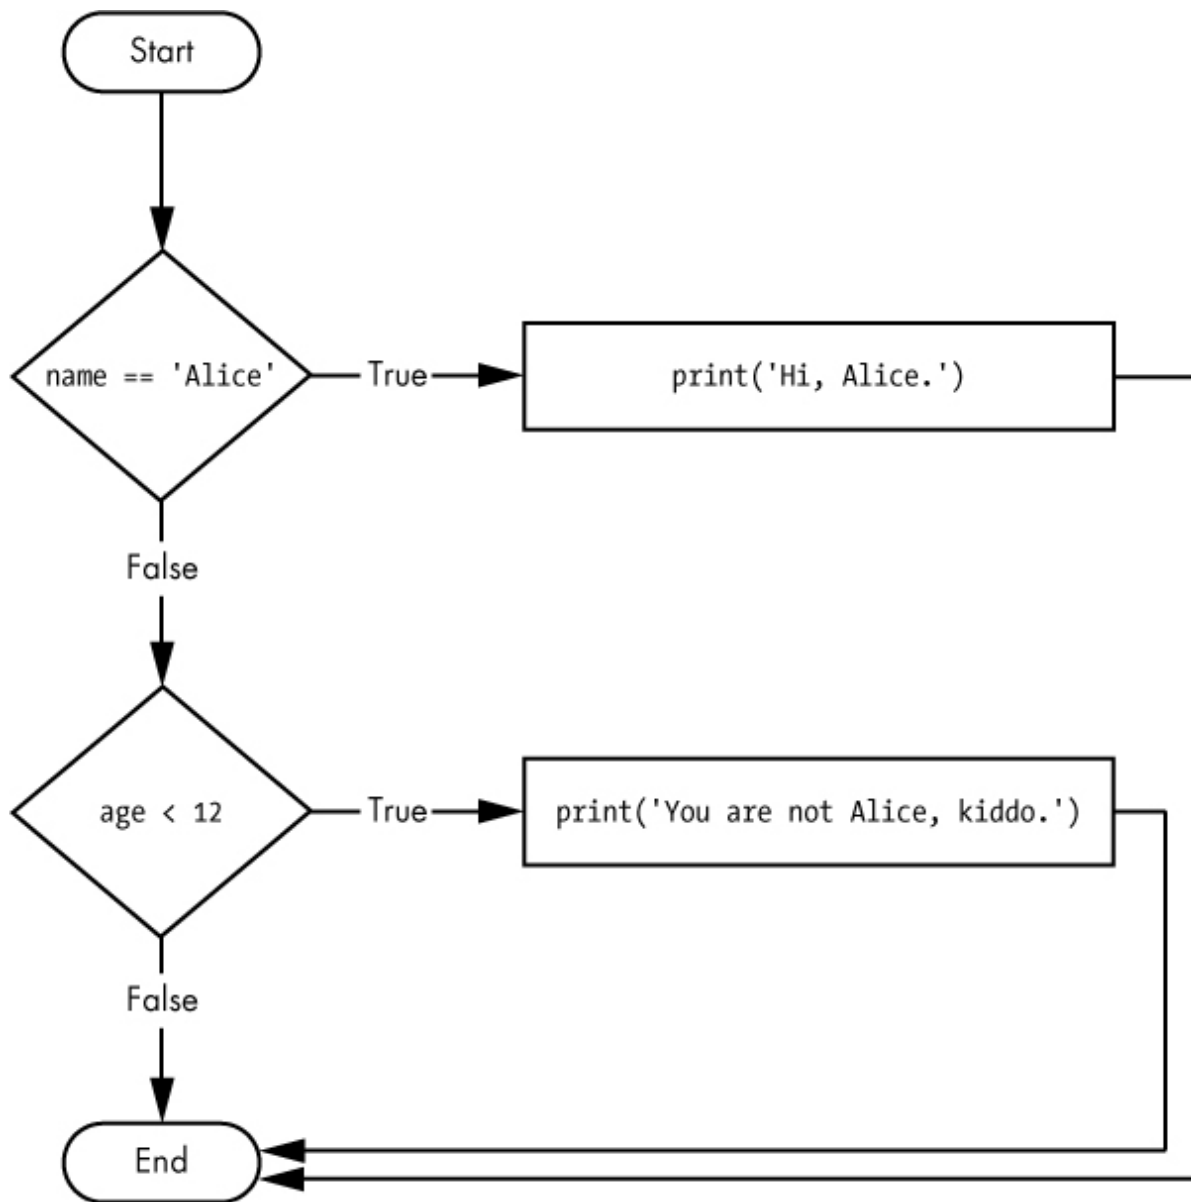 Start
name == 'Alice'
True
print('Hi, Alice.')
False
age < 12
True
print('You are not Alice, kiddo.')
False
End